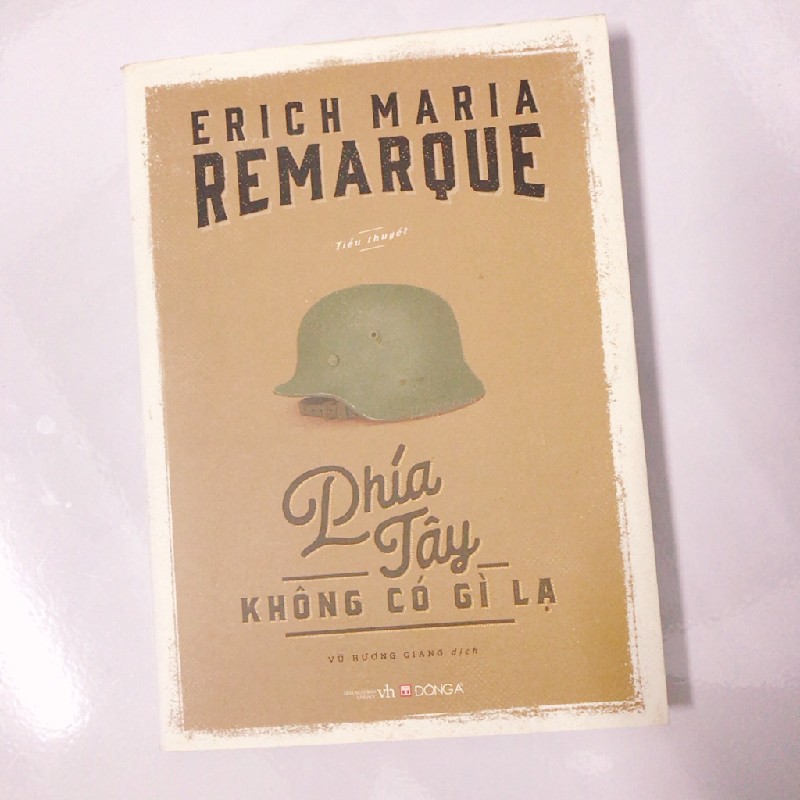 ERICH MARIA
REMARQUE
Tiểu thuyết
Phía
Tây
KHÔNG CÓ GÌ LẠ
VŨ HƯƠNG GIANG dịch
vh ĐÔNG A